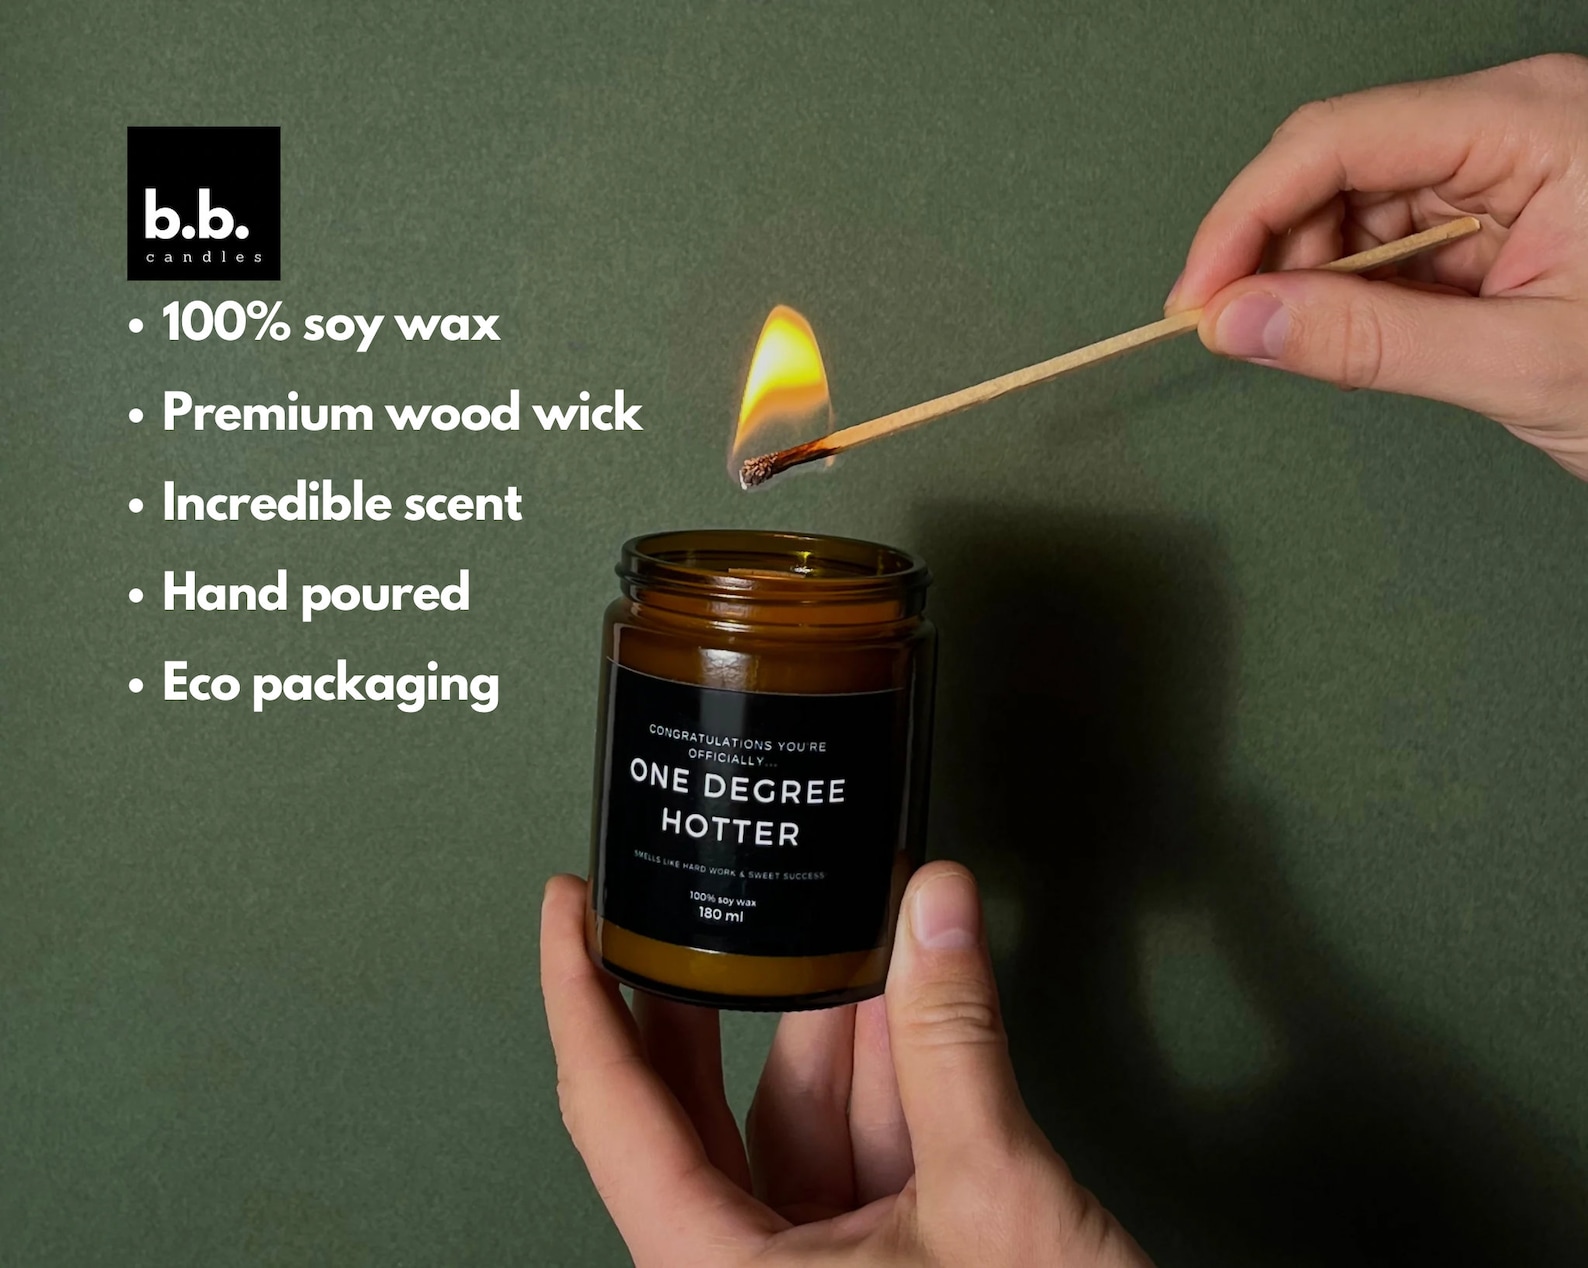 b.b.
candles
• 100% soy wax
• Premium wood wick
• Incredible scent
• Hand poured
• Eco packaging
CONGRATULATIONS YOU'RE
OFFICIALLY...
ONE DEGREE
HOTTER
SMELLS LIKE HARD WORK & SWEET SUCCESS
100% soy wax
180 ml